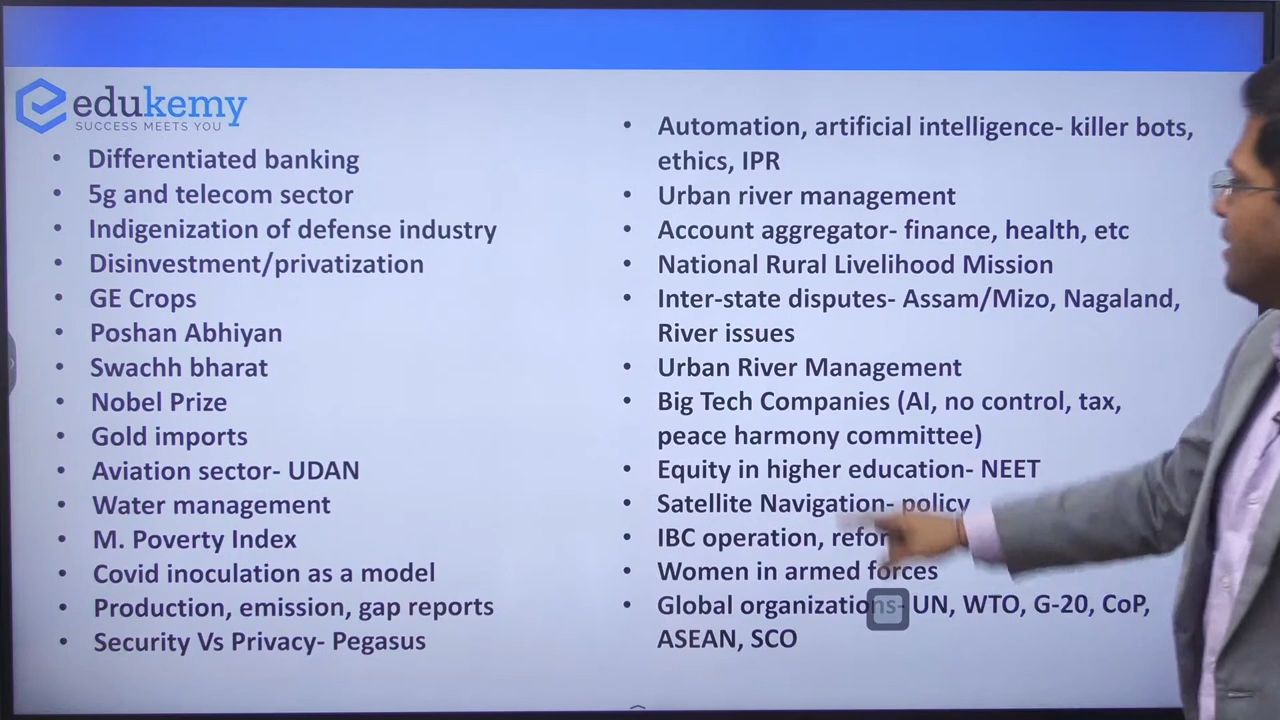 edukemy
SUCCESS MEETS YOU
• Differentiated banking
• 5g and telecom sector
• Indigenization of defense industry
• Disinvestment/privatization
• GE Crops
• Poshan Abhiyan
• Swachh bharat
• Nobel Prize
• Gold imports
• Aviation sector- UDAN
• Water management
• M. Poverty Index
• Covid inoculation as a model
• Production, emission, gap reports
• Security Vs Privacy- Pegasus
• Automation, artificial intelligence- killer bots,
ethics, IPR
• Urban river management
• Account aggregator- finance, health, etc
• National Rural Livelihood Mission
• Inter-state disputes- Assam/Mizo, Nagaland,
River issues
• Urban River Management
• Big Tech Companies (AI, no control, tax,
peace harmony committee)
• Equity in higher education- NEET
• Satellite Navigation- policy
• IBC operation,
• Women in armed forces
• Global organizations- UN, WTO, G-20, CoP,
ASEAN, SCO